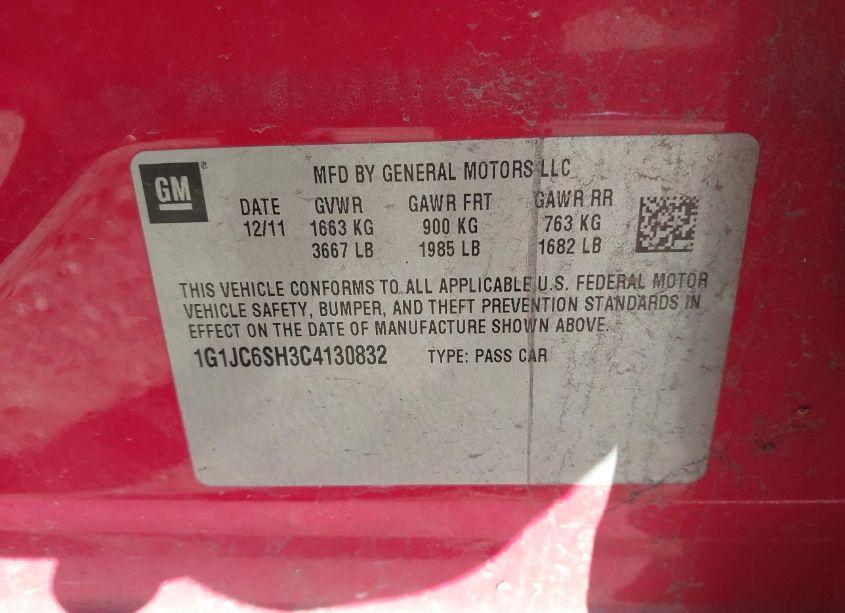 GM®
MFD BY GENERAL MOTORS LLC
DATE GVWR GAWR FRT GAWR RR
12/11 1663 KG 900 KG 763 KG
3667 LB 1985 LB 1682 LB
THIS VEHICLE CONFORMS TO ALL APPLICABLE U.S. FEDERAL MOTOR
VEHICLE SAFETY, BUMPER, AND THEFT PREVENTION STANDARDS IN
EFFECT ON THE DATE OF MANUFACTURE SHOWN ABOVE.
1G1JC6SH3C4130832 TYPE: PASS CAR